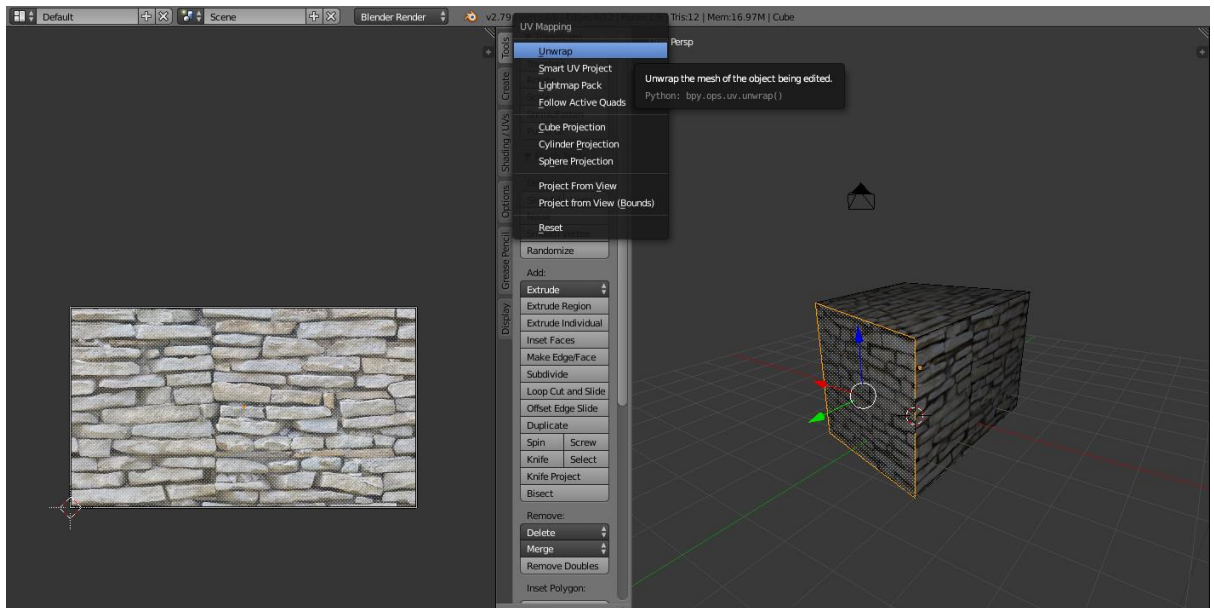 Default
Scene
Blender Render
v2.79
Tris:12 | Mem:16.97M | Cube
UV Mapping
Unwrap
Smart UV Project
Lightmap Pack
Follow Active Quads
Cube Projection
Cylinder Projection
Sphere Projection
Project From View
Project from View (Bounds)
Reset
Unwrap the mesh of the object being edited.
Python: bpy.ops.uv.unwrap()
Persp
Tools
Create
Shading / UVs
Options
Grease Pencil
Display
Randomize
Add:
Extrude
Extrude Region
Extrude Individual
Inset Faces
Make Edge/Face
Subdivide
Loop Cut and Slide
Offset Edge Slide
Duplicate
Spin Screw
Knife Select
Knife Project
Bisect
Remove:
Delete
Merge
Remove Doubles
Inset Polygon: